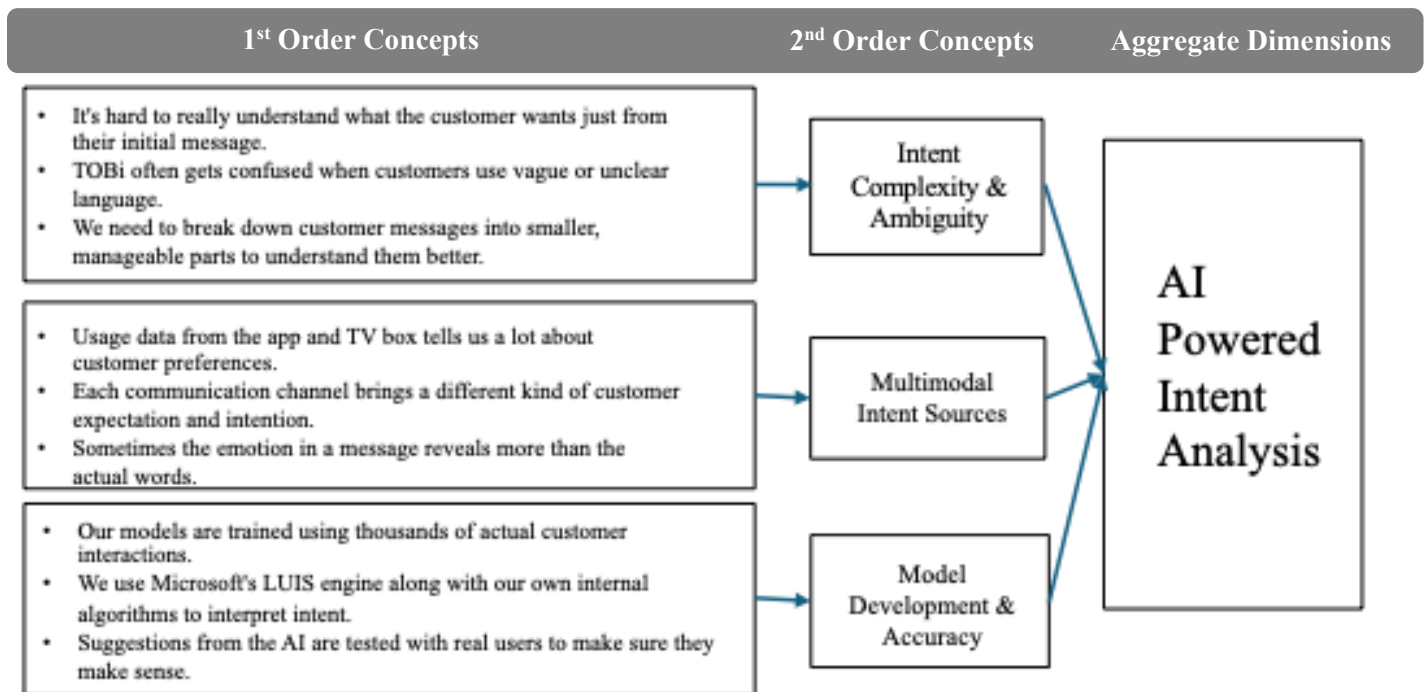 1st Order Concepts
2nd Order Concepts
Aggregate Dimensions
• It's hard to really understand what the customer wants just from
their initial message.
• TOBi often gets confused when customers use vague or unclear
language.
• We need to break down customer messages into smaller,
manageable parts to understand them better.
Intent
Complexity &
Ambiguity
• Usage data from the app and TV box tells us a lot about
customer preferences.
• Each communication channel brings a different kind of customer
expectation and intention.
• Sometimes the emotion in a message reveals more than the
actual words.
Multimodal
Intent Sources
• Our models are trained using thousands of actual customer
interactions.
• We use Microsoft's LUIS engine along with our own internal
algorithms to interpret intent.
• Suggestions from the AI are tested with real users to make sure they
make sense.
Model
Development &
Accuracy
AI
Powered
Intent
Analysis